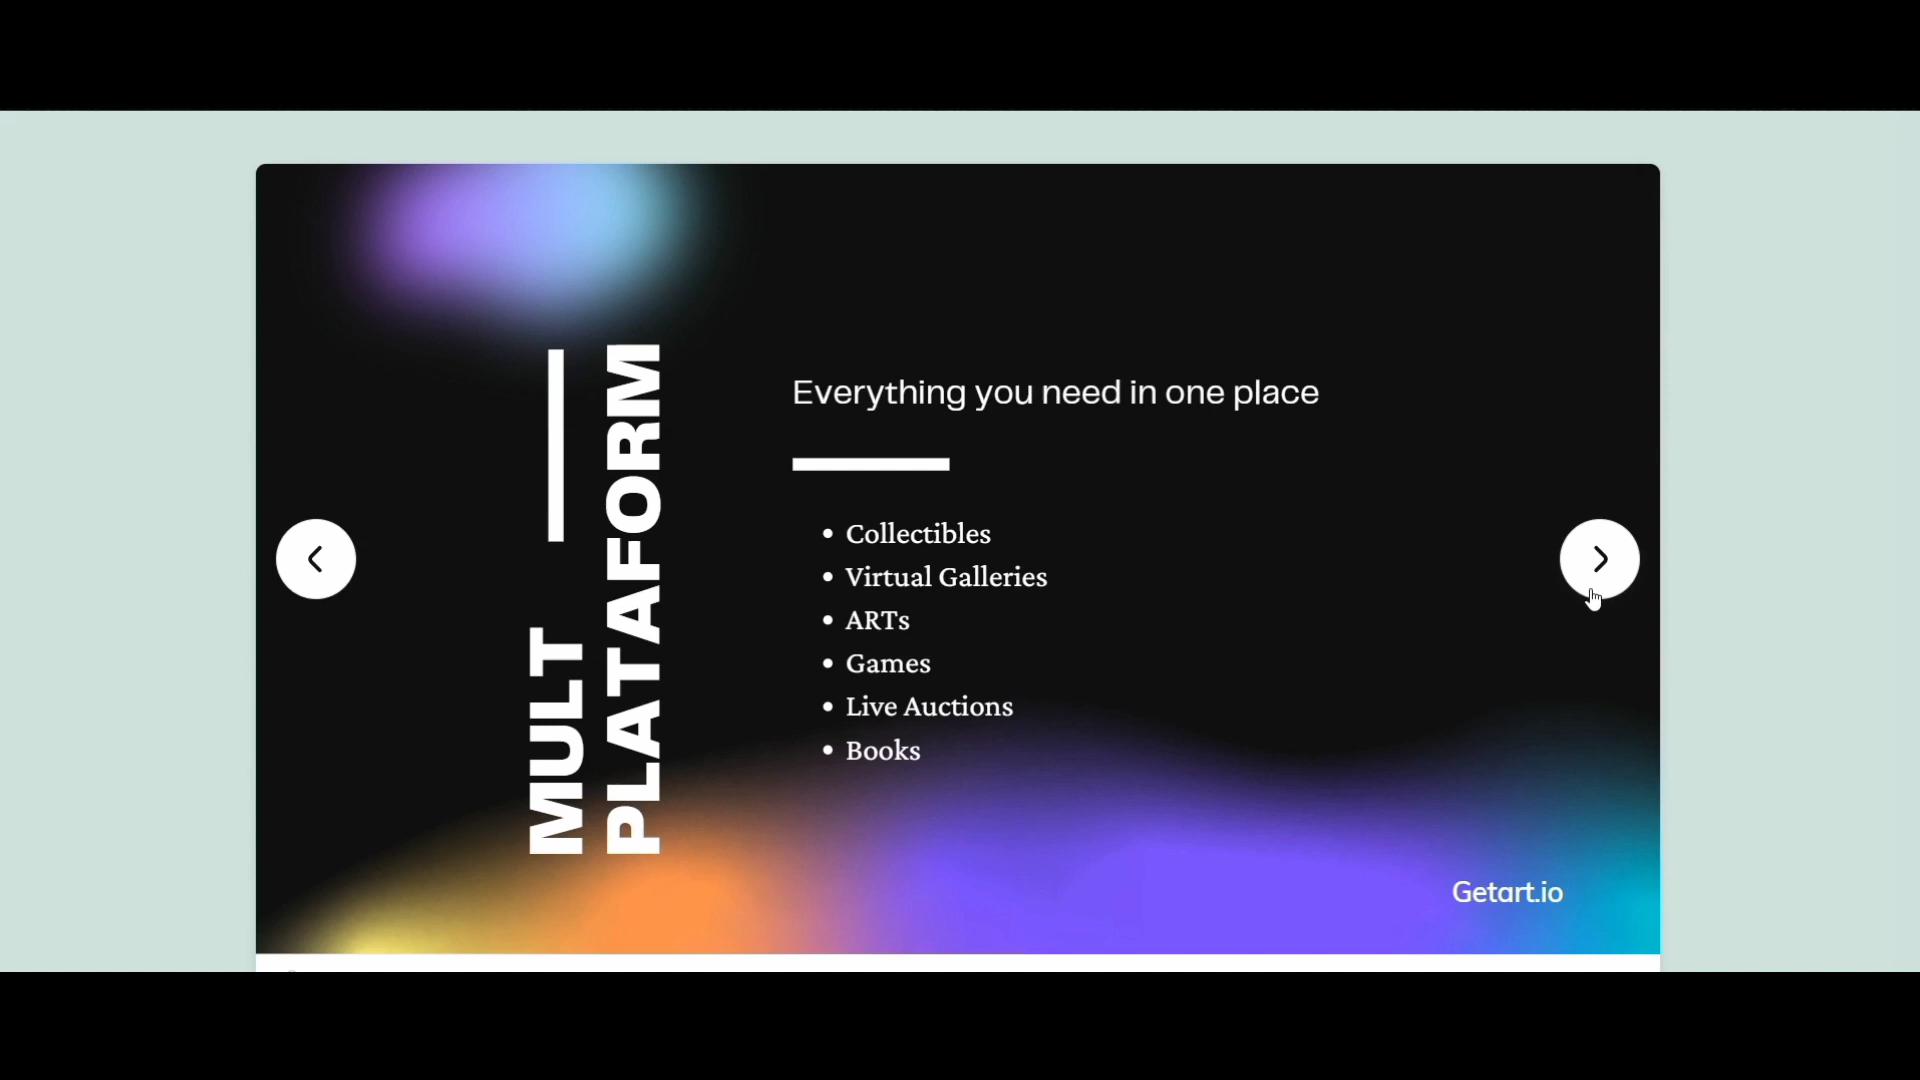 MULT
PLATAFORM
Everything you need in one place
• Collectibles
• Virtual Galleries
• ARTs
• Games
• Live Auctions
• Books
Getart.io